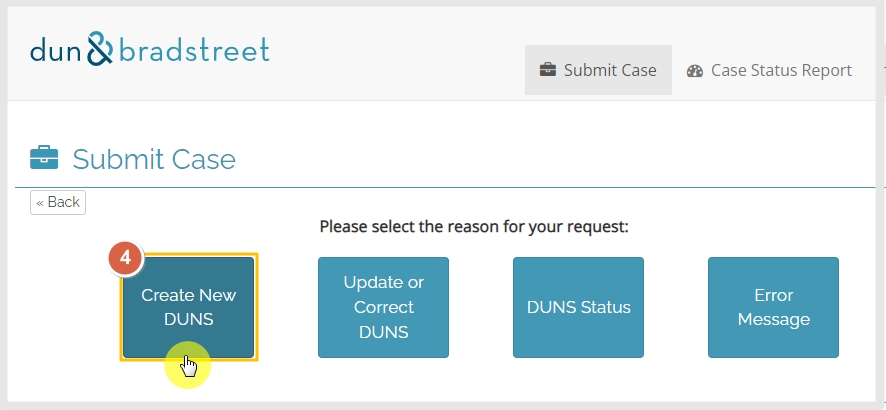 dun & bradstreet
Submit Case
Case Status Report
Submit Case
« Back
Please select the reason for your request:
4
Create New
DUNS
Update or
Correct
DUNS
DUNS Status
Error
Message